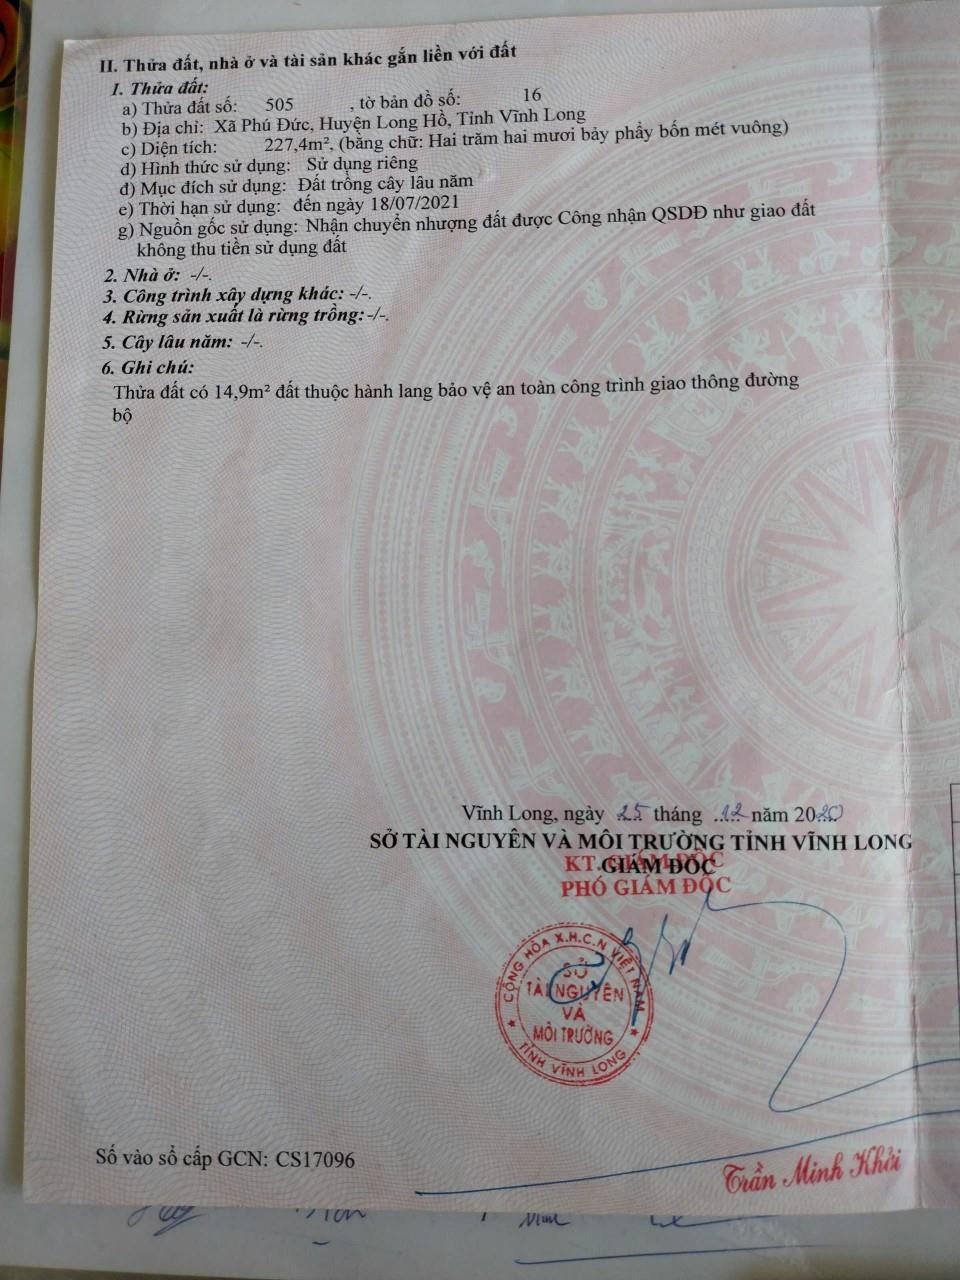 II. Thửa đất, nhà ở và tài sản khác gắn liền với đất
1. Thửa đất:
a) Thửa đất số: 505 , tờ bản đồ số: 16
b) Địa chỉ: Xã Phú Đức, Huyện Long Hồ, Tỉnh Vĩnh Long
c) Diện tích: 227,4m², (bằng chữ: Hai trăm hai mươi bảy phẩy bốn mét vuông)
d) Hình thức sử dụng: Sử dụng riêng
đ) Mục đích sử dụng: Đất trồng cây lâu năm
e) Thời hạn sử dụng: đến ngày 18/07/2021
g) Nguồn gốc sử dụng: Nhận chuyển nhượng đất được Công nhận QSDĐ như giao đất
không thu tiền sử dụng đất
2. Nhà ở: -/-.
3. Công trình xây dựng khác: -/-.
4. Rừng sản xuất là rừng trồng: -/-.
5. Cây lâu năm: -/-.
6. Ghi chú:
Thửa đất có 14,9m² đất thuộc hành lang bảo vệ an toàn công trình giao thông đường
bộ
Vĩnh Long, ngày 25 tháng 12 năm 2020
SỞ TÀI NGUYÊN VÀ MÔI TRƯỜNG TỈNH VĨNH LONG
GIÁM ĐỐC
KT. GIÁM ĐỐC
PHÓ GIÁM ĐỐC
CỘNG HÒA X.H.C.N VIỆT NAM
SỞ
TÀI NGUYÊN
VÀ
MÔI TRƯỜNG
TỈNH VĨNH LONG
Số vào sổ cấp GCN: CS17096
Trần Minh Khởi